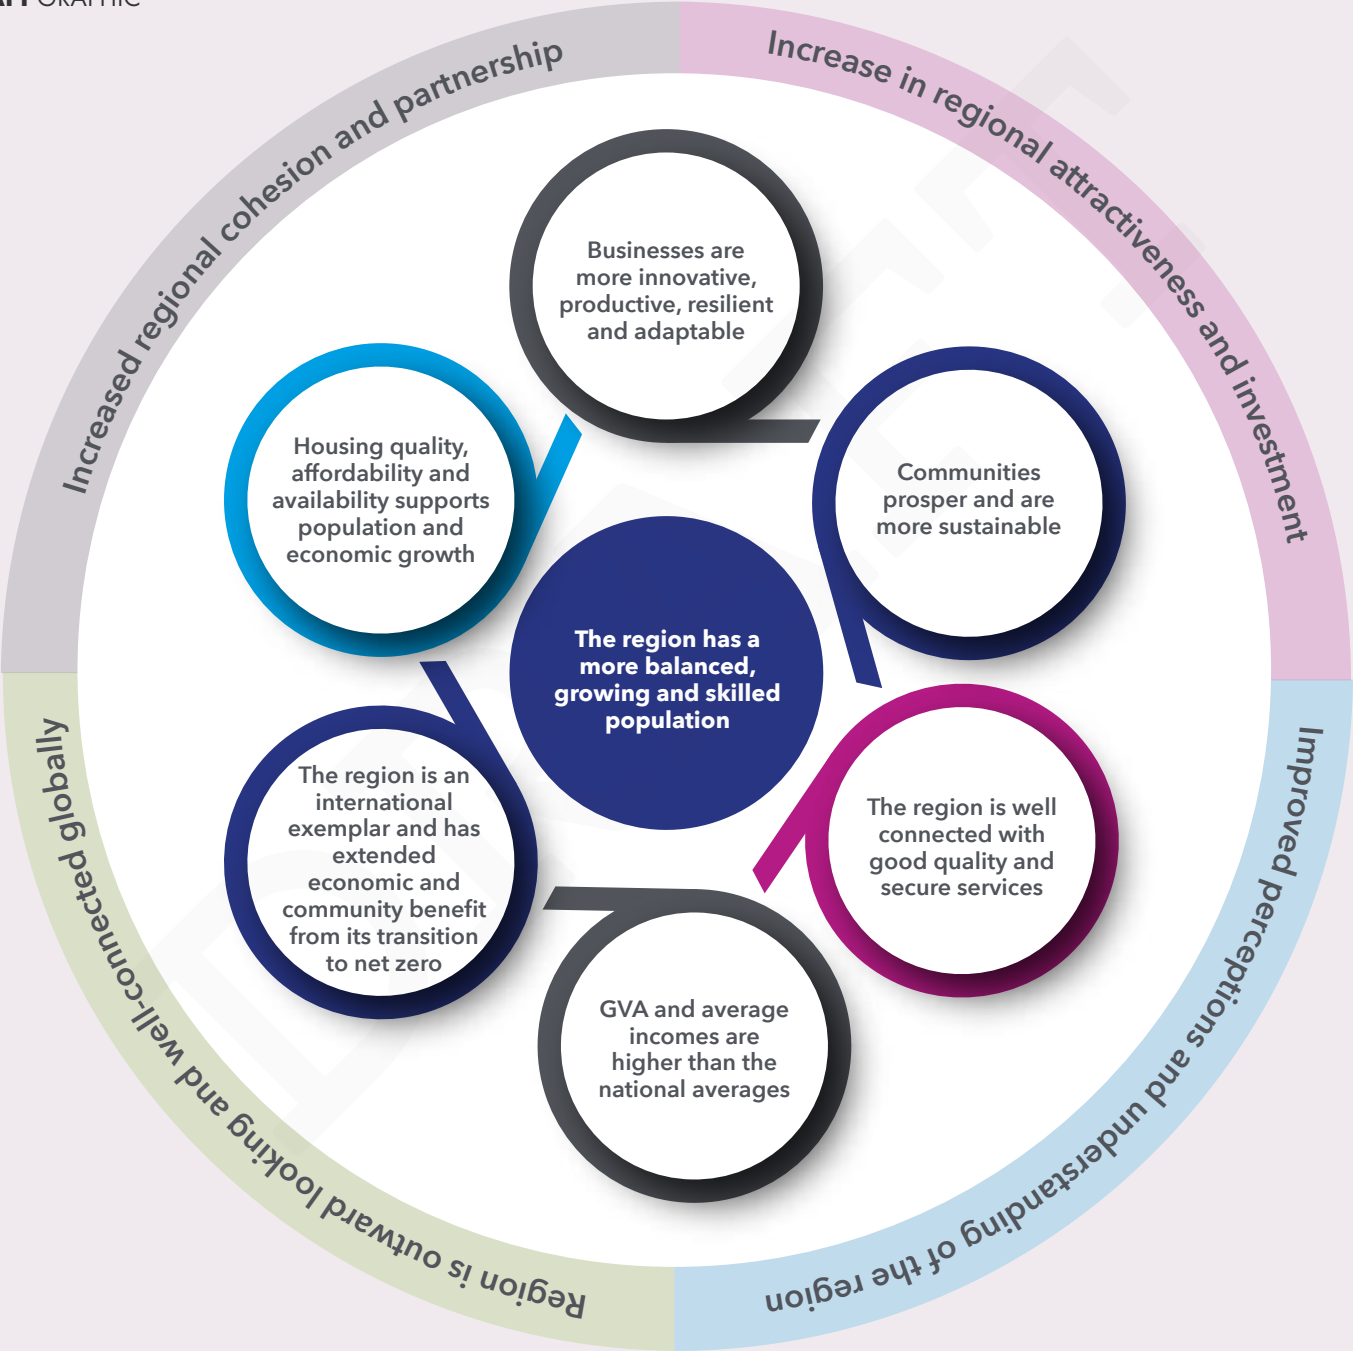 GRAPHIC
Increased regional cohesion and partnership
Increase in regional attractiveness and investment
Improved perceptions and understanding of the region
Region is outward looking and well-connected globally
Businesses are
more innovative,
productive, resilient
and adaptable
Communities
prosper and are
more sustainable
The region is well
connected with
good quality and
secure services
GVA and average
incomes are
higher than the
national averages
The region is an
international
exemplar and has
extended
economic and
community benefit
from its transition
to net zero
Housing quality,
affordability and
availability supports
population and
economic growth
The region has a
more balanced,
growing and skilled
population
DRAFT